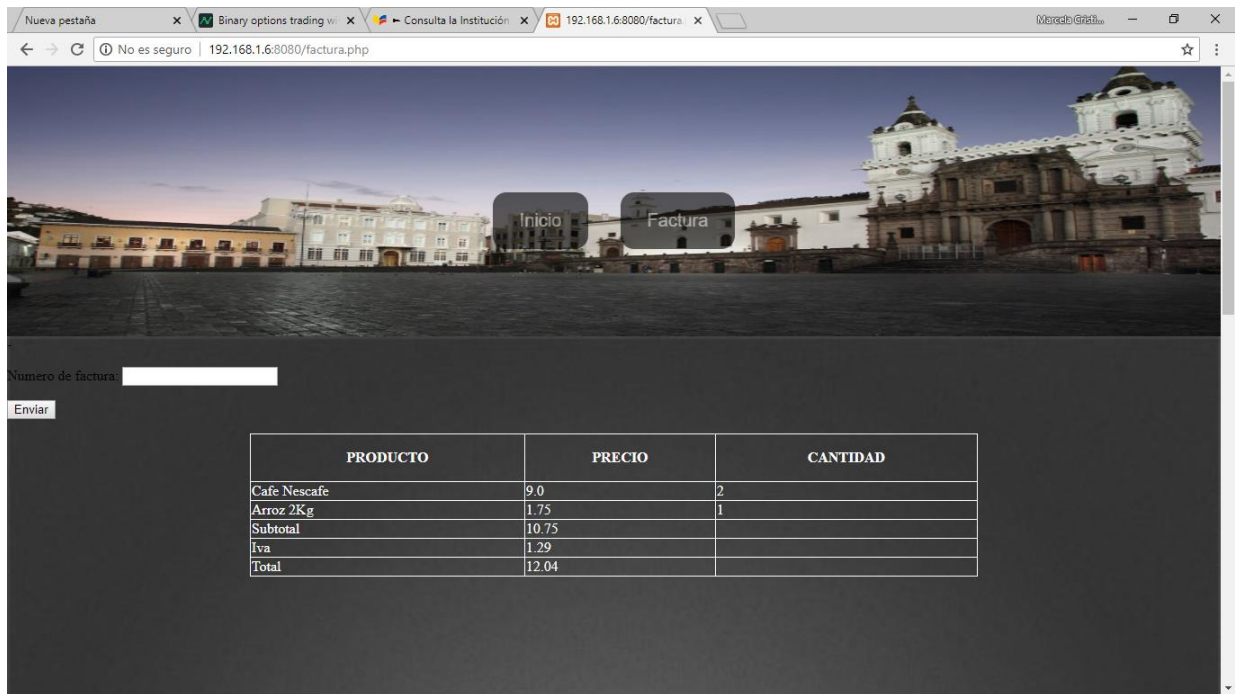 Nueva pestaña
Binary options trading wi
Consulta la Institución
192.168.1.6:8080/factura.
Marcelo Cristi...
No es seguro | 192.168.1.6:8080/factura.php
Inicio Factura
Numero de factura:
Enviar
PRODUCTO PRECIO CANTIDAD
Cafe Nescafe 9.0 2
Arroz 2Kg 1.75 1
Subtotal 10.75
Iva 1.29
Total 12.04